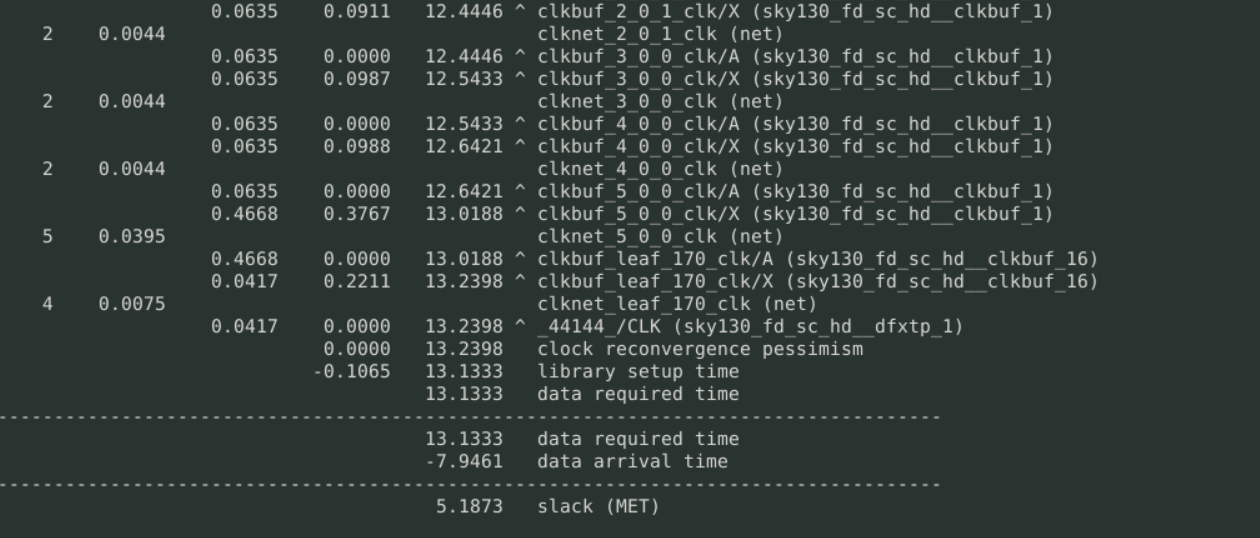 0.0635 0.0911 12.4446 ^ clkbuf_2_0_1_clk/X (sky130_fd_sc_hd__clkbuf_1)
2 0.0044 clknet_2_0_1_clk (net)
0.0635 0.0000 12.4446 ^ clkbuf_3_0_0_clk/A (sky130_fd_sc_hd__clkbuf_1)
0.0635 0.0987 12.5433 ^ clkbuf_3_0_0_clk/X (sky130_fd_sc_hd__clkbuf_1)
2 0.0044 clknet_3_0_0_clk (net)
0.0635 0.0000 12.5433 ^ clkbuf_4_0_0_clk/A (sky130_fd_sc_hd__clkbuf_1)
0.0635 0.0988 12.6421 ^ clkbuf_4_0_0_clk/X (sky130_fd_sc_hd__clkbuf_1)
2 0.0044 clknet_4_0_0_clk (net)
0.0635 0.0000 12.6421 ^ clkbuf_5_0_0_clk/A (sky130_fd_sc_hd__clkbuf_1)
0.4668 0.3767 13.0188 ^ clkbuf_5_0_0_clk/X (sky130_fd_sc_hd__clkbuf_1)
5 0.0395 clknet_5_0_0_clk (net)
0.4668 0.0000 13.0188 ^ clkbuf_leaf_170_clk/A (sky130_fd_sc_hd__clkbuf_16)
0.0417 0.2211 13.2398 ^ clkbuf_leaf_170_clk/X (sky130_fd_sc_hd__clkbuf_16)
4 0.0075 clknet_leaf_170_clk (net)
0.0417 0.0000 13.2398 ^ _44144_/CLK (sky130_fd_sc_hd__dfxtp_1)
0.0000 13.2398 clock reconvergence pessimism
-0.1065 13.1333 library setup time
13.1333 data required time
-------------------------------------------------------------------------------------
13.1333 data required time
-7.9461 data arrival time
-------------------------------------------------------------------------------------
5.1873 slack (MET)